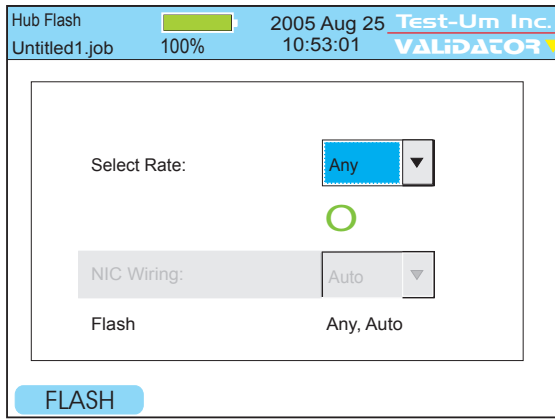 Hub Flash 2005 Aug 25 Test-Um Inc.
Untitled1.job 100% 10:53:01 VALiDATOR
Select Rate: Any
NIC Wiring: Auto
Flash Any, Auto
FLASH